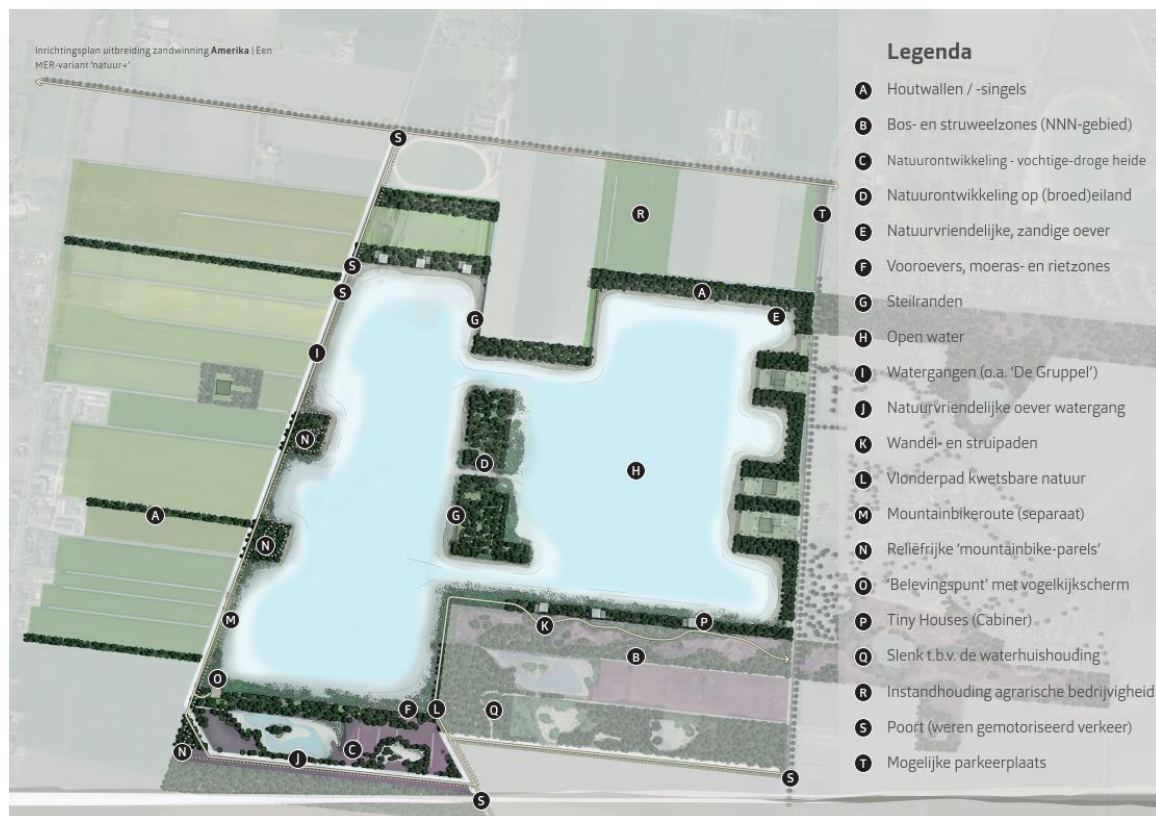 Inrichtingsplan uitbreiding zandwinning Amerika | Een
MER-variant 'natuur+'
Legenda
A Houtwallen / -singels
B Bos- en struweelzones (NNN-gebied)
C Natuurontwikkeling - vochtige-droge heide
D Natuurontwikkeling op (broed)eiland
E Natuurvriendelijke, zandige oever
F Vooroevers, moeras- en rietzones
G Steilranden
H Open water
I Watergangen (o.a. 'De Gruppel')
J Natuurvriendelijke oever watergang
K Wandel- en struipaden
L Vlonderpad kwetsbare natuur
M Mountainbikeroute (separaat)
N Reliëfrijke 'mountainbike-parels'
O 'Belevingspunt' met vogelkijkscherm
P Tiny Houses (Cabiner)
Q Slenk t.b.v. de waterhuishouding
R Instandhouding agrarische bedrijvigheid
S Poort (weren gemotoriseerd verkeer)
T Mogelijke parkeerplaats
S
R
T
S
S
A
E
G
I
N
D
H
A
G
N
M
K
P
B
O
F
L
Q
N
J
C
S
S